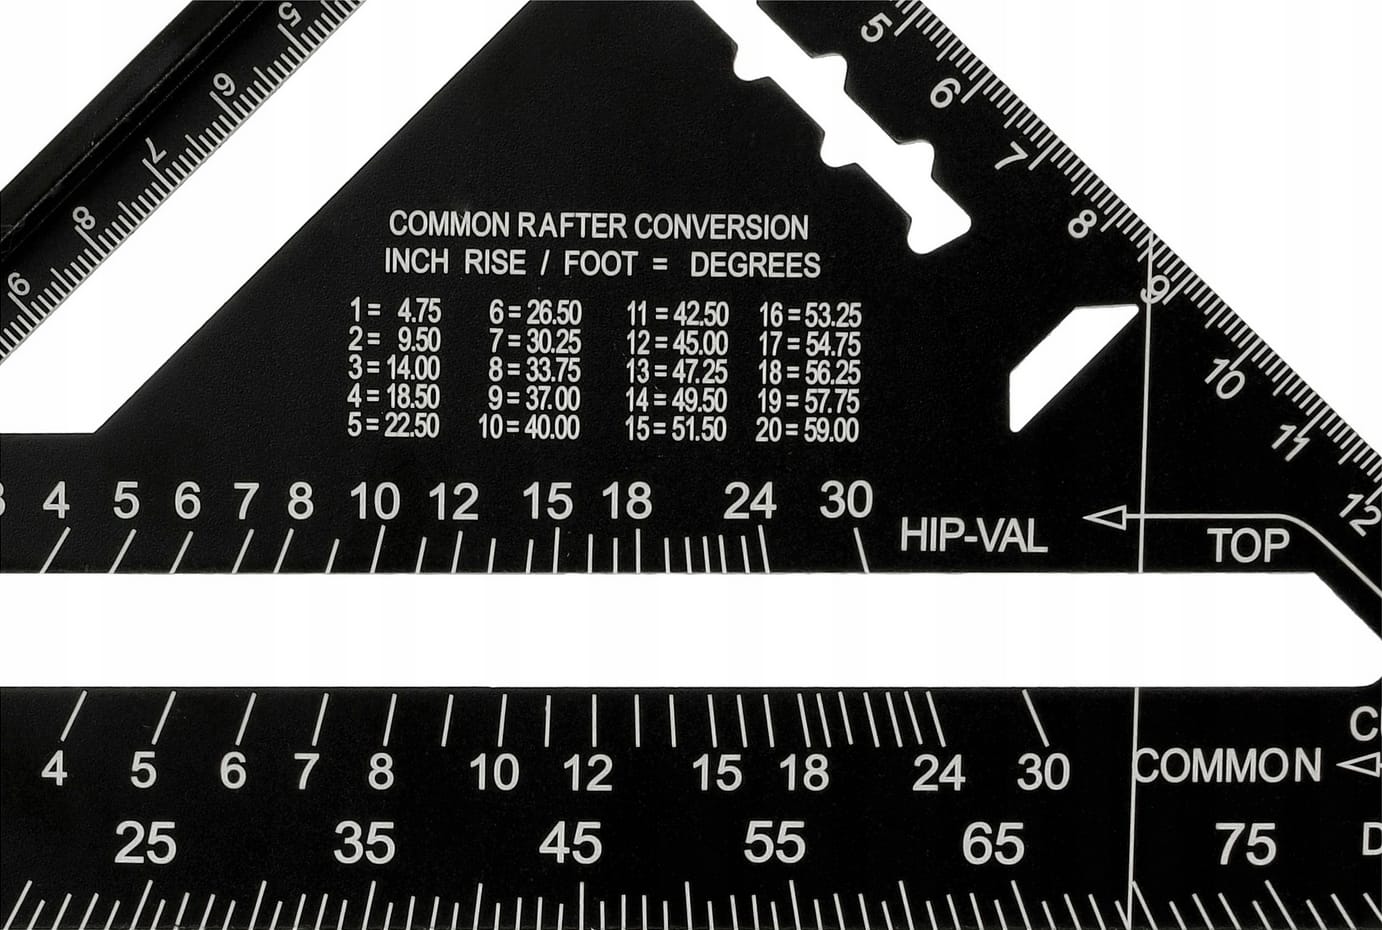 5
6
7
8
9
5
6
7
8
9
10
11
12
COMMON RAFTER CONVERSION
INCH RISE / FOOT = DEGREES
1 = 4.75 6 = 26.50 11 = 42.50 16 = 53.25
2 = 9.50 7 = 30.25 12 = 45.00 17 = 54.75
3 = 14.00 8 = 33.75 13 = 47.25 18 = 56.25
4 = 18.50 9 = 37.00 14 = 49.50 19 = 57.75
5 = 22.50 10 = 40.00 15 = 51.50 20 = 59.00
4 5 6 7 8 10 12 15 18 24 30
HIP-VAL TOP
4 5 6 7 8 10 12 15 18 24 30 COMMON
25 35 45 55 65 75